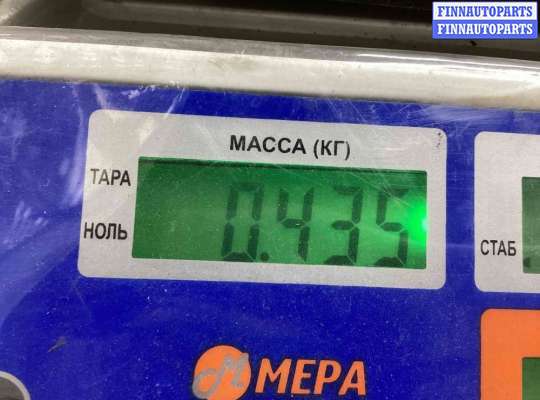 FINNAUTOPARTS
FINNAUTOPARTS
МАССА (КГ)
ТАРА
НОЛЬ
0.435
СТАБ
МЕРА